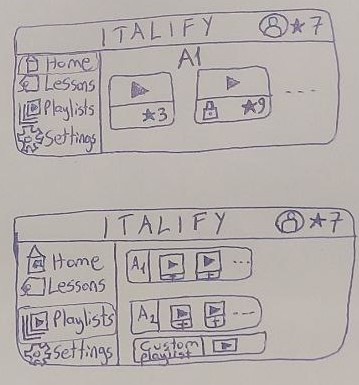 ITALIFY ★7
Home
A1
Lessons
Playlists
★3 ★9
Settings
ITALIFY ★7
Home
A1
Lessons
Playlists
A2
Settings
Custom
playlist